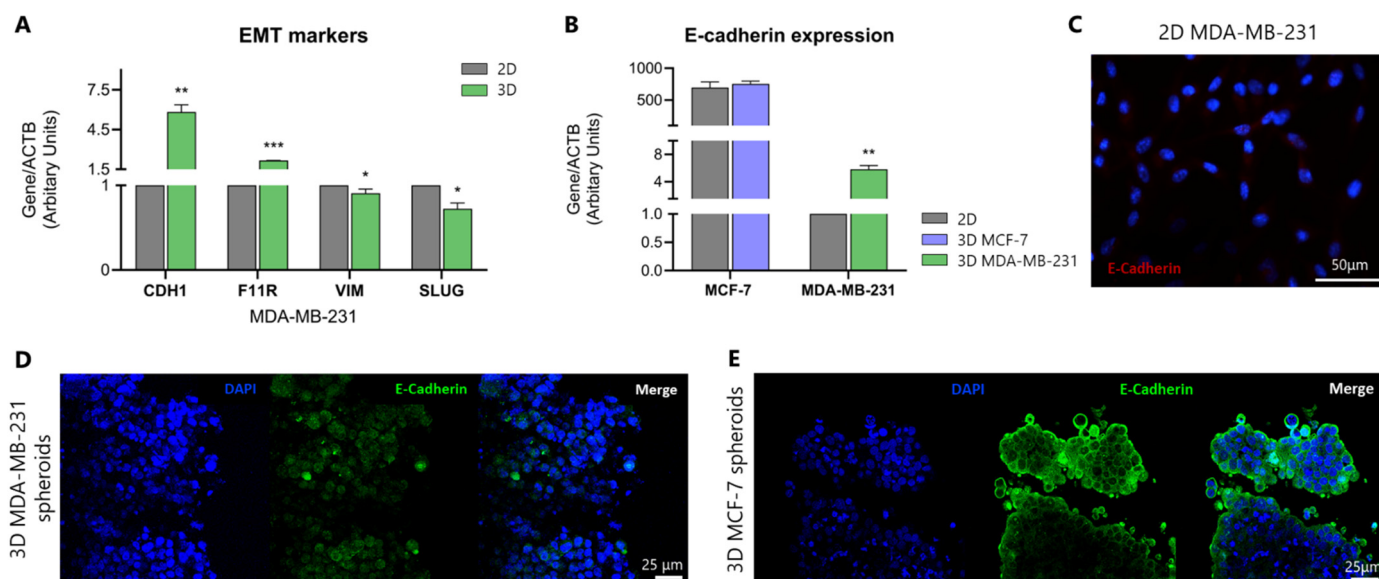 A
EMT markers
Gene/ACTB
(Arbitary Units)
7.5
4.5
1.5
1
0
**
***
*
*
2D
3D
CDH1
F11R
VIM
SLUG
MDA-MB-231
B
E-cadherin expression
Gene/ACTB
(Arbitary Units)
1000
500
8
4
1.0
0.5
0.0
**
2D
3D MCF-7
3D MDA-MB-231
MCF-7
MDA-MB-231
C
2D MDA-MB-231
E-Cadherin
50μm
D
3D MDA-MB-231
spheroids
DAPI
E-Cadherin
Merge
25 μm
E
3D MCF-7 spheroids
DAPI
E-Cadherin
Merge
25μm